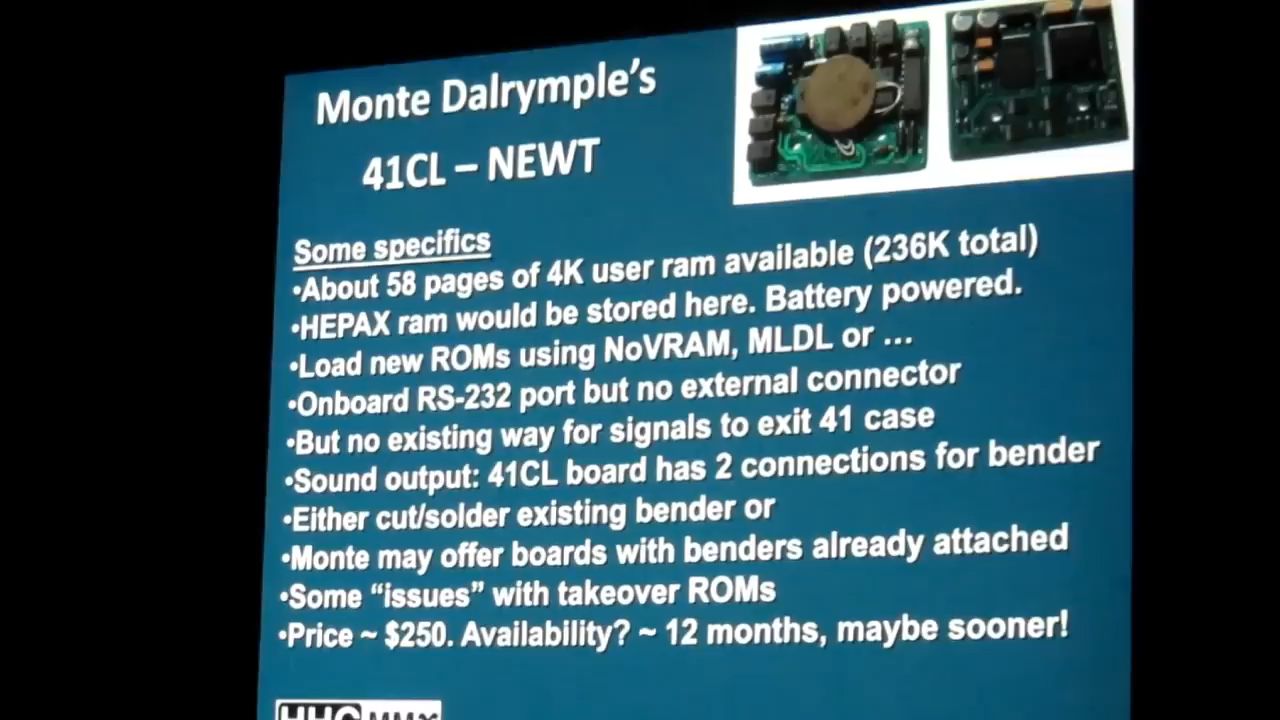 Monte Dalrymple's
41CL – NEWT
Some specifics
•About 58 pages of 4K user ram available (236K total)
•HEPAX ram would be stored here. Battery powered.
•Load new ROMs using NoVRAM, MLDL or ...
•Onboard RS-232 port but no external connector
•But no existing way for signals to exit 41 case
•Sound output: 41CL board has 2 connections for bender
•Either cut/solder existing bender or
•Monte may offer boards with benders already attached
•Some “issues” with takeover ROMs
•Price ~ $250. Availability? ~ 12 months, maybe sooner!
HHC MMX